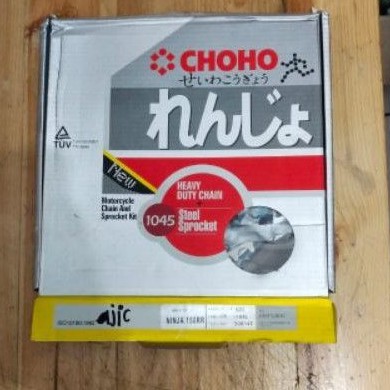 CHOHO
せいわこうぎょう
れんじょ
TÜV
New
HEAVY
DUTY CHAIN
+
Motorcycle
Chain And
Sprocket Kit
1045 Steel
Sprocket
NINJA 150RR